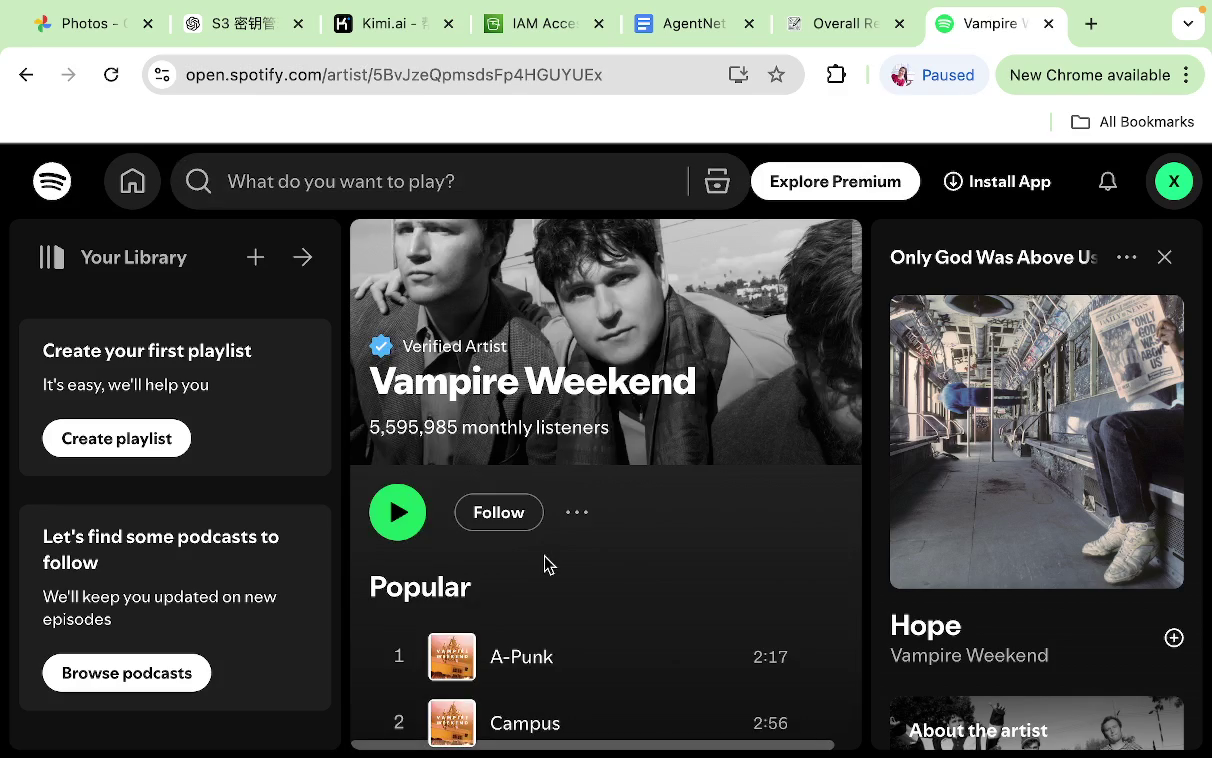 Photos - 
S3 密钥管
Kimi.ai - 
IAM Acce
AgentNet
Overall Re
Vampire W
open.spotify.com/artist/5BvJzeQpmsdsFp4HGUYUEx
Paused
New Chrome available
All Bookmarks
What do you want to play?
Explore Premium
Install App
X
Your Library
Create your first playlist
It's easy, we'll help you
Create playlist
Let's find some podcasts to
follow
We'll keep you updated on new
episodes
Browse podcasts
Verified Artist
Vampire Weekend
5,595,985 monthly listeners
Follow
Popular
1 VAMPIRE WEEKEND A-Punk 2:17
2 VAMPIRE WEEKEND Campus 2:56
Only God Was Above Us
ONLY GOD
WAS
ABOVE
US
Hope
Vampire Weekend
About the artist